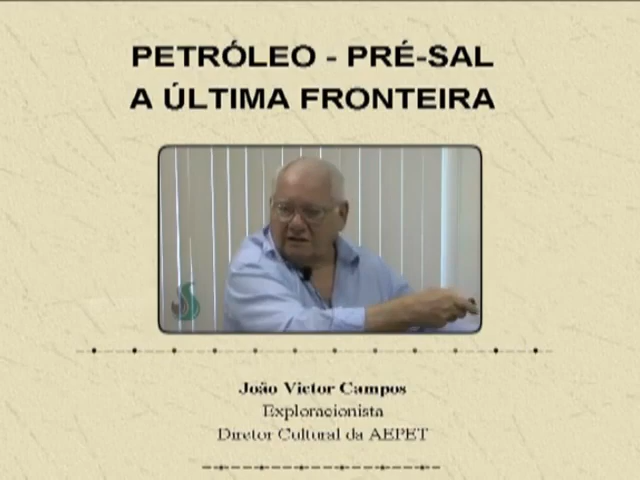 PETRÓLEO - PRÉ-SAL
A ÚLTIMA FRONTEIRA
João Victor Campos
Exploracionista
Diretor Cultural da AEPET